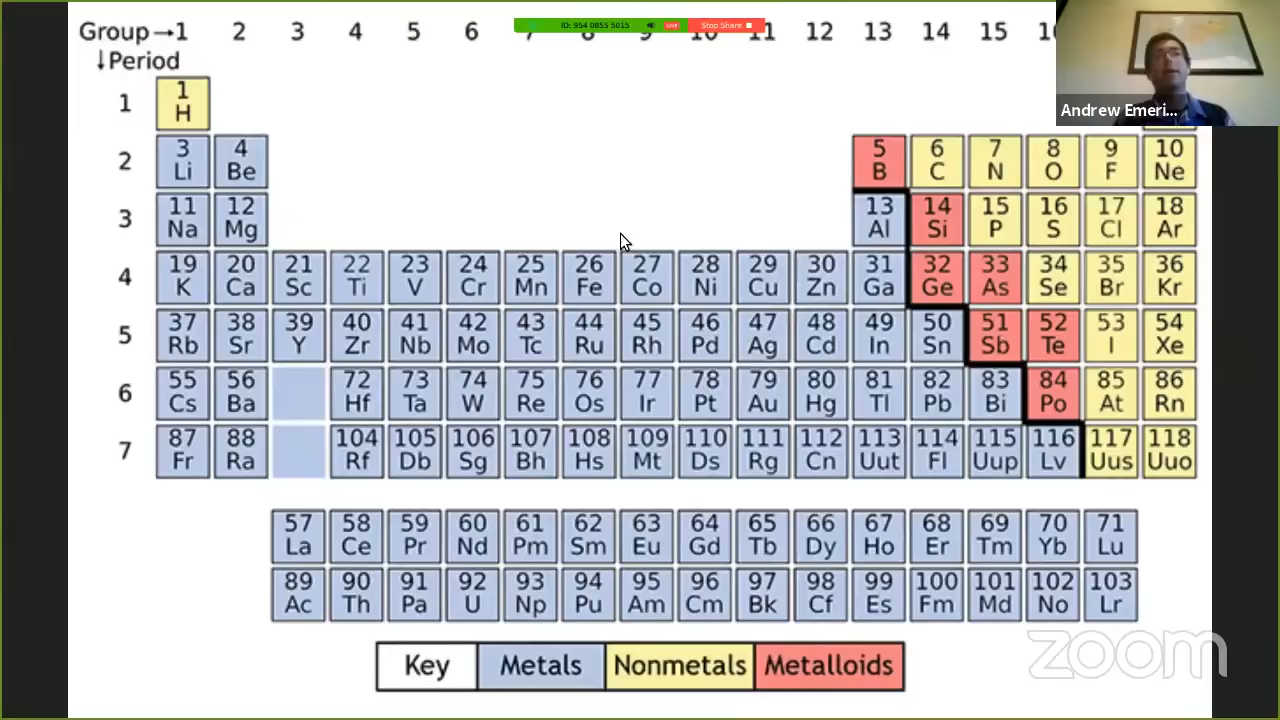 ID: 954 0855 5015 LIVE Stop Share
Group→1 2 3 4 5 6 7 8 9 10 11 12 13 14 15
↓Period
Andrew Emeri...
1 1 H
2 3 Li 4 Be 5 B 6 C 7 N 8 O 9 F 10 Ne
3 11 Na 12 Mg 13 Al 14 Si 15 P 16 S 17 Cl 18 Ar
4 19 K 20 Ca 21 Sc 22 Ti 23 V 24 Cr 25 Mn 26 Fe 27 Co 28 Ni 29 Cu 30 Zn 31 Ga 32 Ge 33 As 34 Se 35 Br 36 Kr
5 37 Rb 38 Sr 39 Y 40 Zr 41 Nb 42 Mo 43 Tc 44 Ru 45 Rh 46 Pd 47 Ag 48 Cd 49 In 50 Sn 51 Sb 52 Te 53 I 54 Xe
6 55 Cs 56 Ba 72 Hf 73 Ta 74 W 75 Re 76 Os 77 Ir 78 Pt 79 Au 80 Hg 81 Tl 82 Pb 83 Bi 84 Po 85 At 86 Rn
7 87 Fr 88 Ra 104 Rf 105 Db 106 Sg 107 Bh 108 Hs 109 Mt 110 Ds 111 Rg 112 Cn 113 Uut 114 Fl 115 Uup 116 Lv 117 Uus 118 Uuo
57 La 58 Ce 59 Pr 60 Nd 61 Pm 62 Sm 63 Eu 64 Gd 65 Tb 66 Dy 67 Ho 68 Er 69 Tm 70 Yb 71 Lu
89 Ac 90 Th 91 Pa 92 U 93 Np 94 Pu 95 Am 96 Cm 97 Bk 98 Cf 99 Es 100 Fm 101 Md 102 No 103 Lr
Key Metals Nonmetals Metalloids
zoom